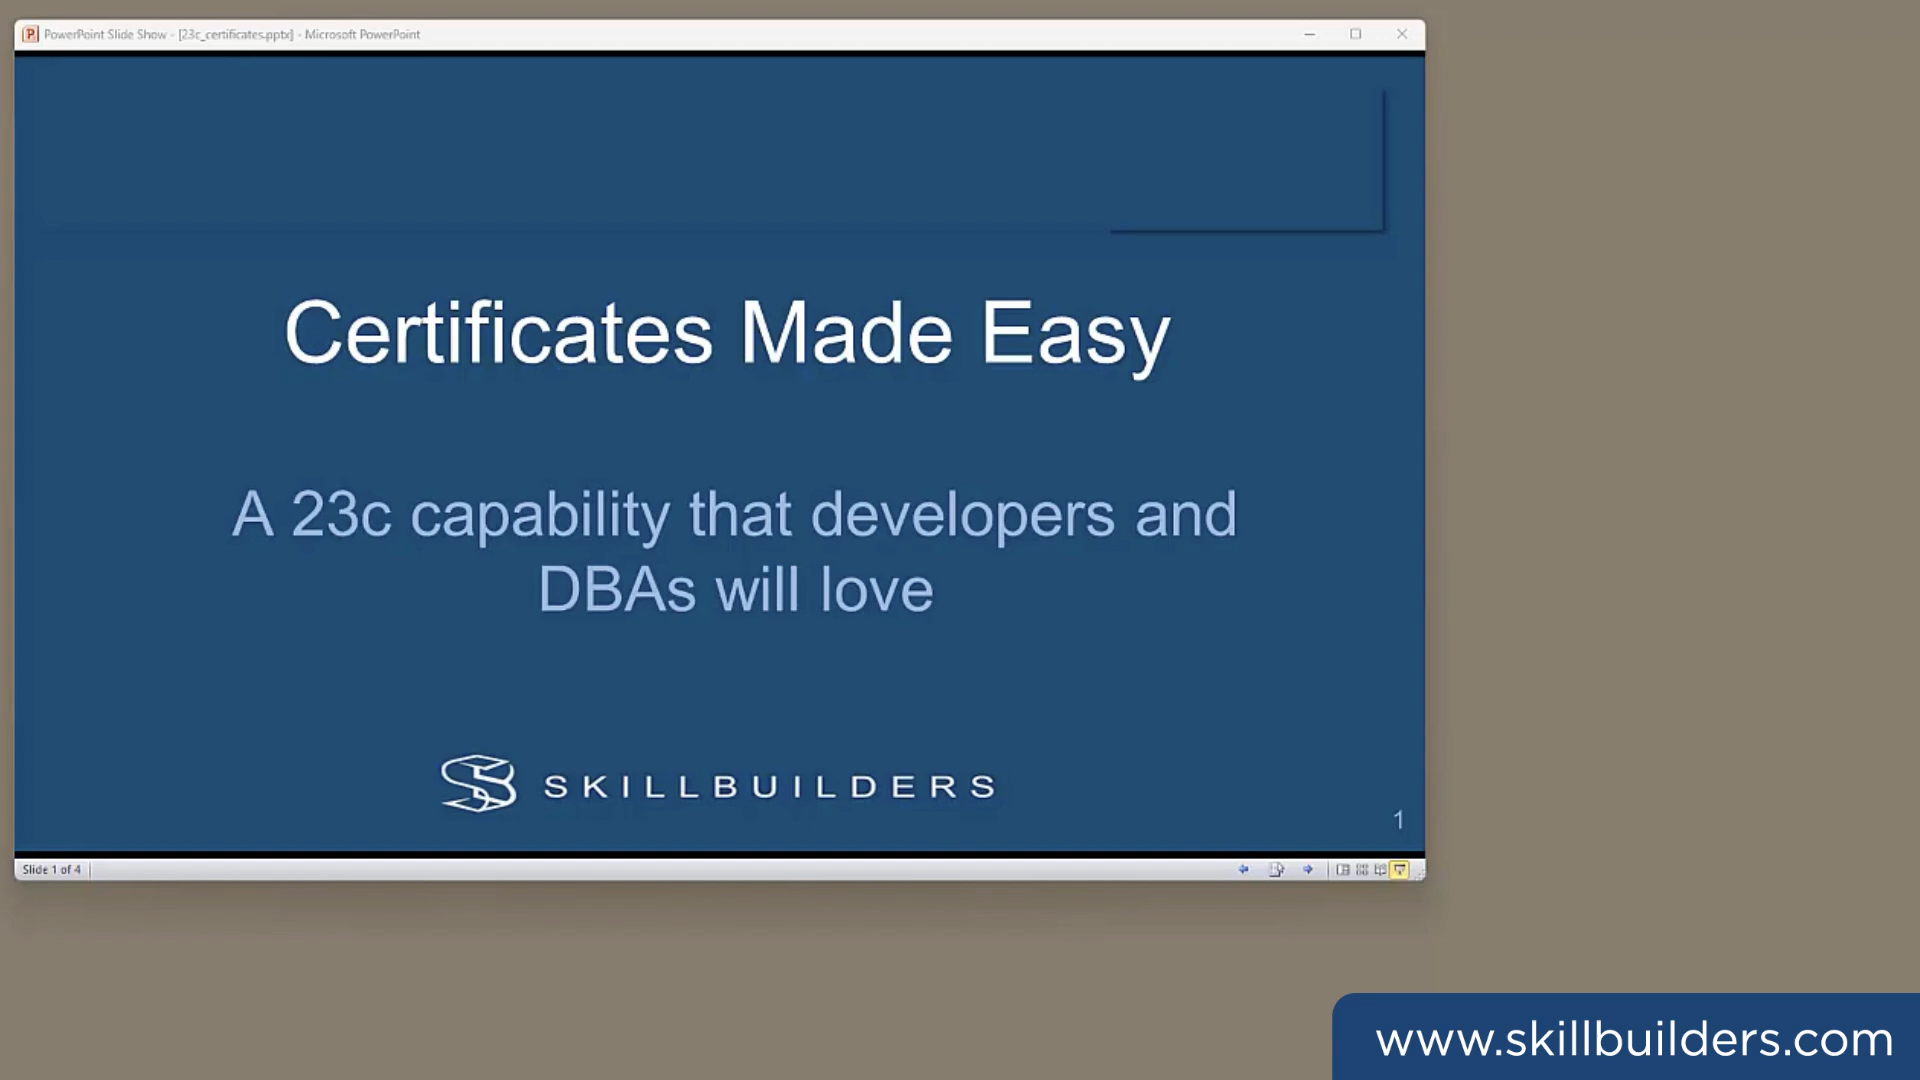 PowerPoint Slide Show - [23c_certificates.pptx] - Microsoft PowerPoint
Certificates Made Easy
A 23c capability that developers and
DBAs will love
SKILLBUILDERS
1
Slide 1 of 4
www.skillbuilders.com